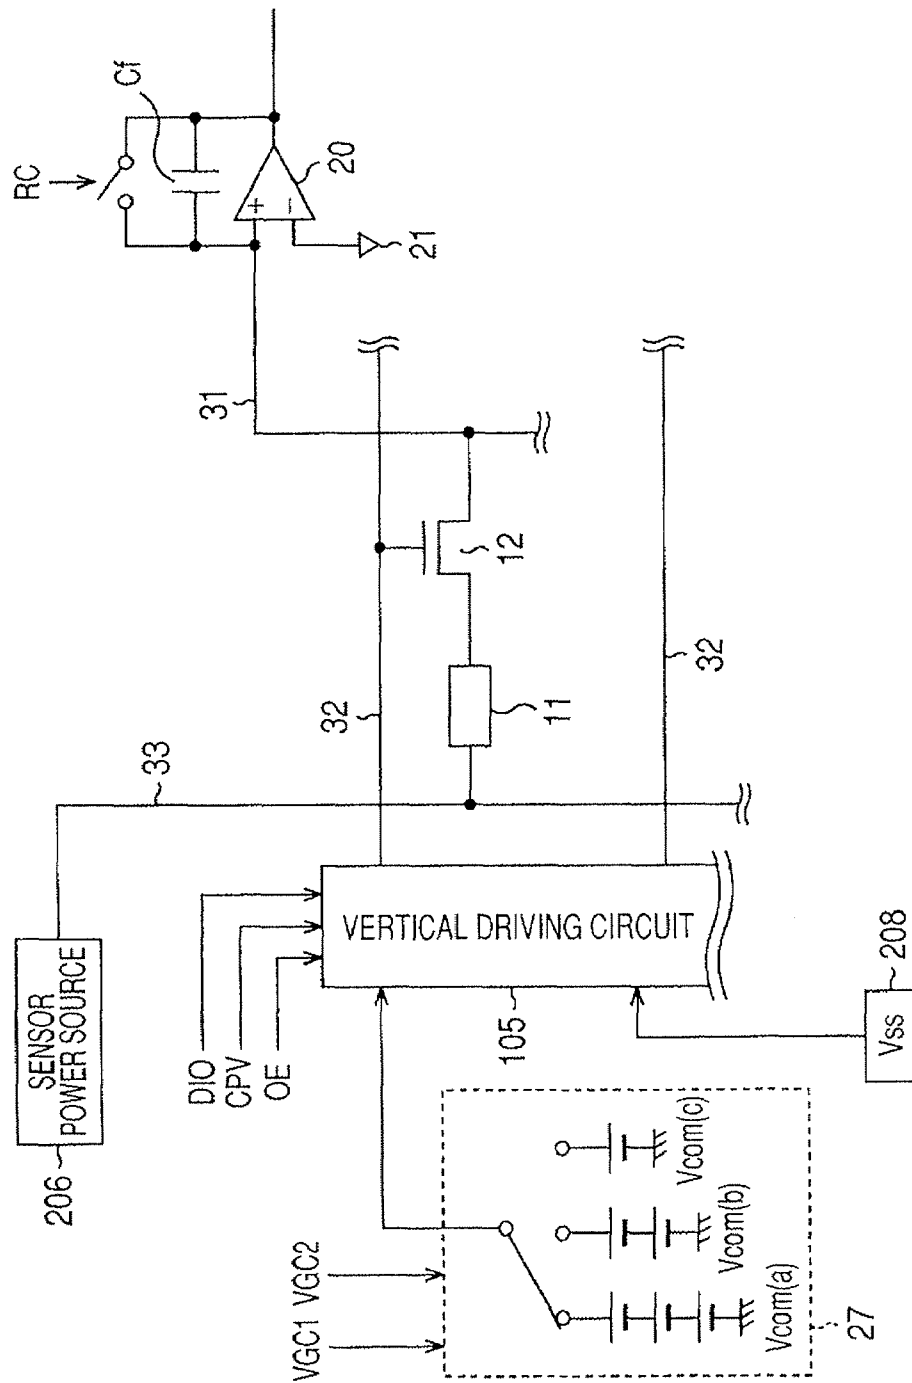 RC
Cf
+
−
20
21
31
32
12
11
32
33
SENSOR
POWER SOURCE
206
DIO
CPV
OE
VERTICAL DRIVING CIRCUIT
105
208
Vss
VGC1 VGC2
Vcom(a)
Vcom(b)
Vcom(c)
27